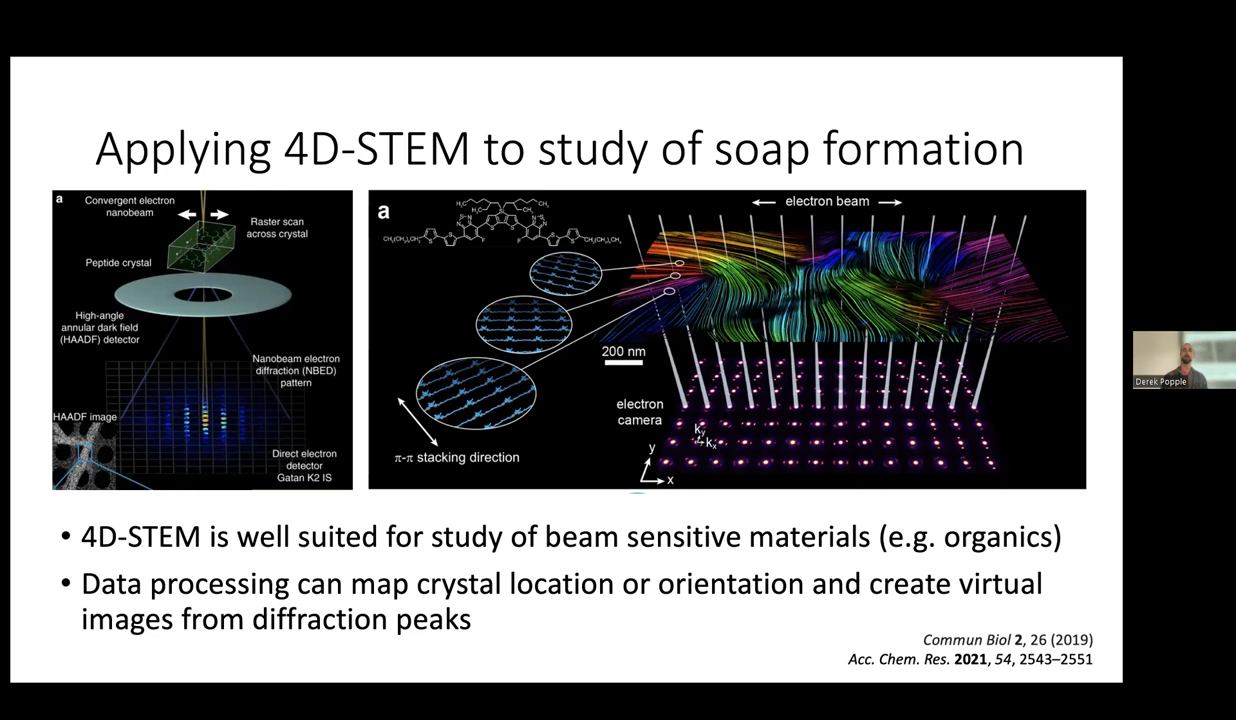 Applying 4D-STEM to study of soap formation
a
Convergent electron
nanobeam
Raster scan
across crystal
Peptide crystal
High-angle
annular dark field
(HAADF) detector
Nanobeam electron
diffraction (NBED)
pattern
HAADF image
Direct electron
detector
Gatan K2 IS
a
electron beam
200 nm
electron
camera
ky
kx
y
x
π-π stacking direction
• 4D-STEM is well suited for study of beam sensitive materials (e.g. organics)
• Data processing can map crystal location or orientation and create virtual
images from diffraction peaks
Commun Biol 2, 26 (2019)
Acc. Chem. Res. 2021, 54, 2543–2551
Derek Popple